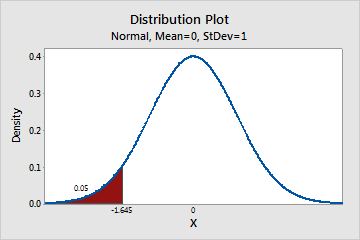 Distribution Plot
Normal, Mean=0, StDev=1
0.4
0.3
0.2
0.1
0.0
Density
0.05
-1.645
0
X